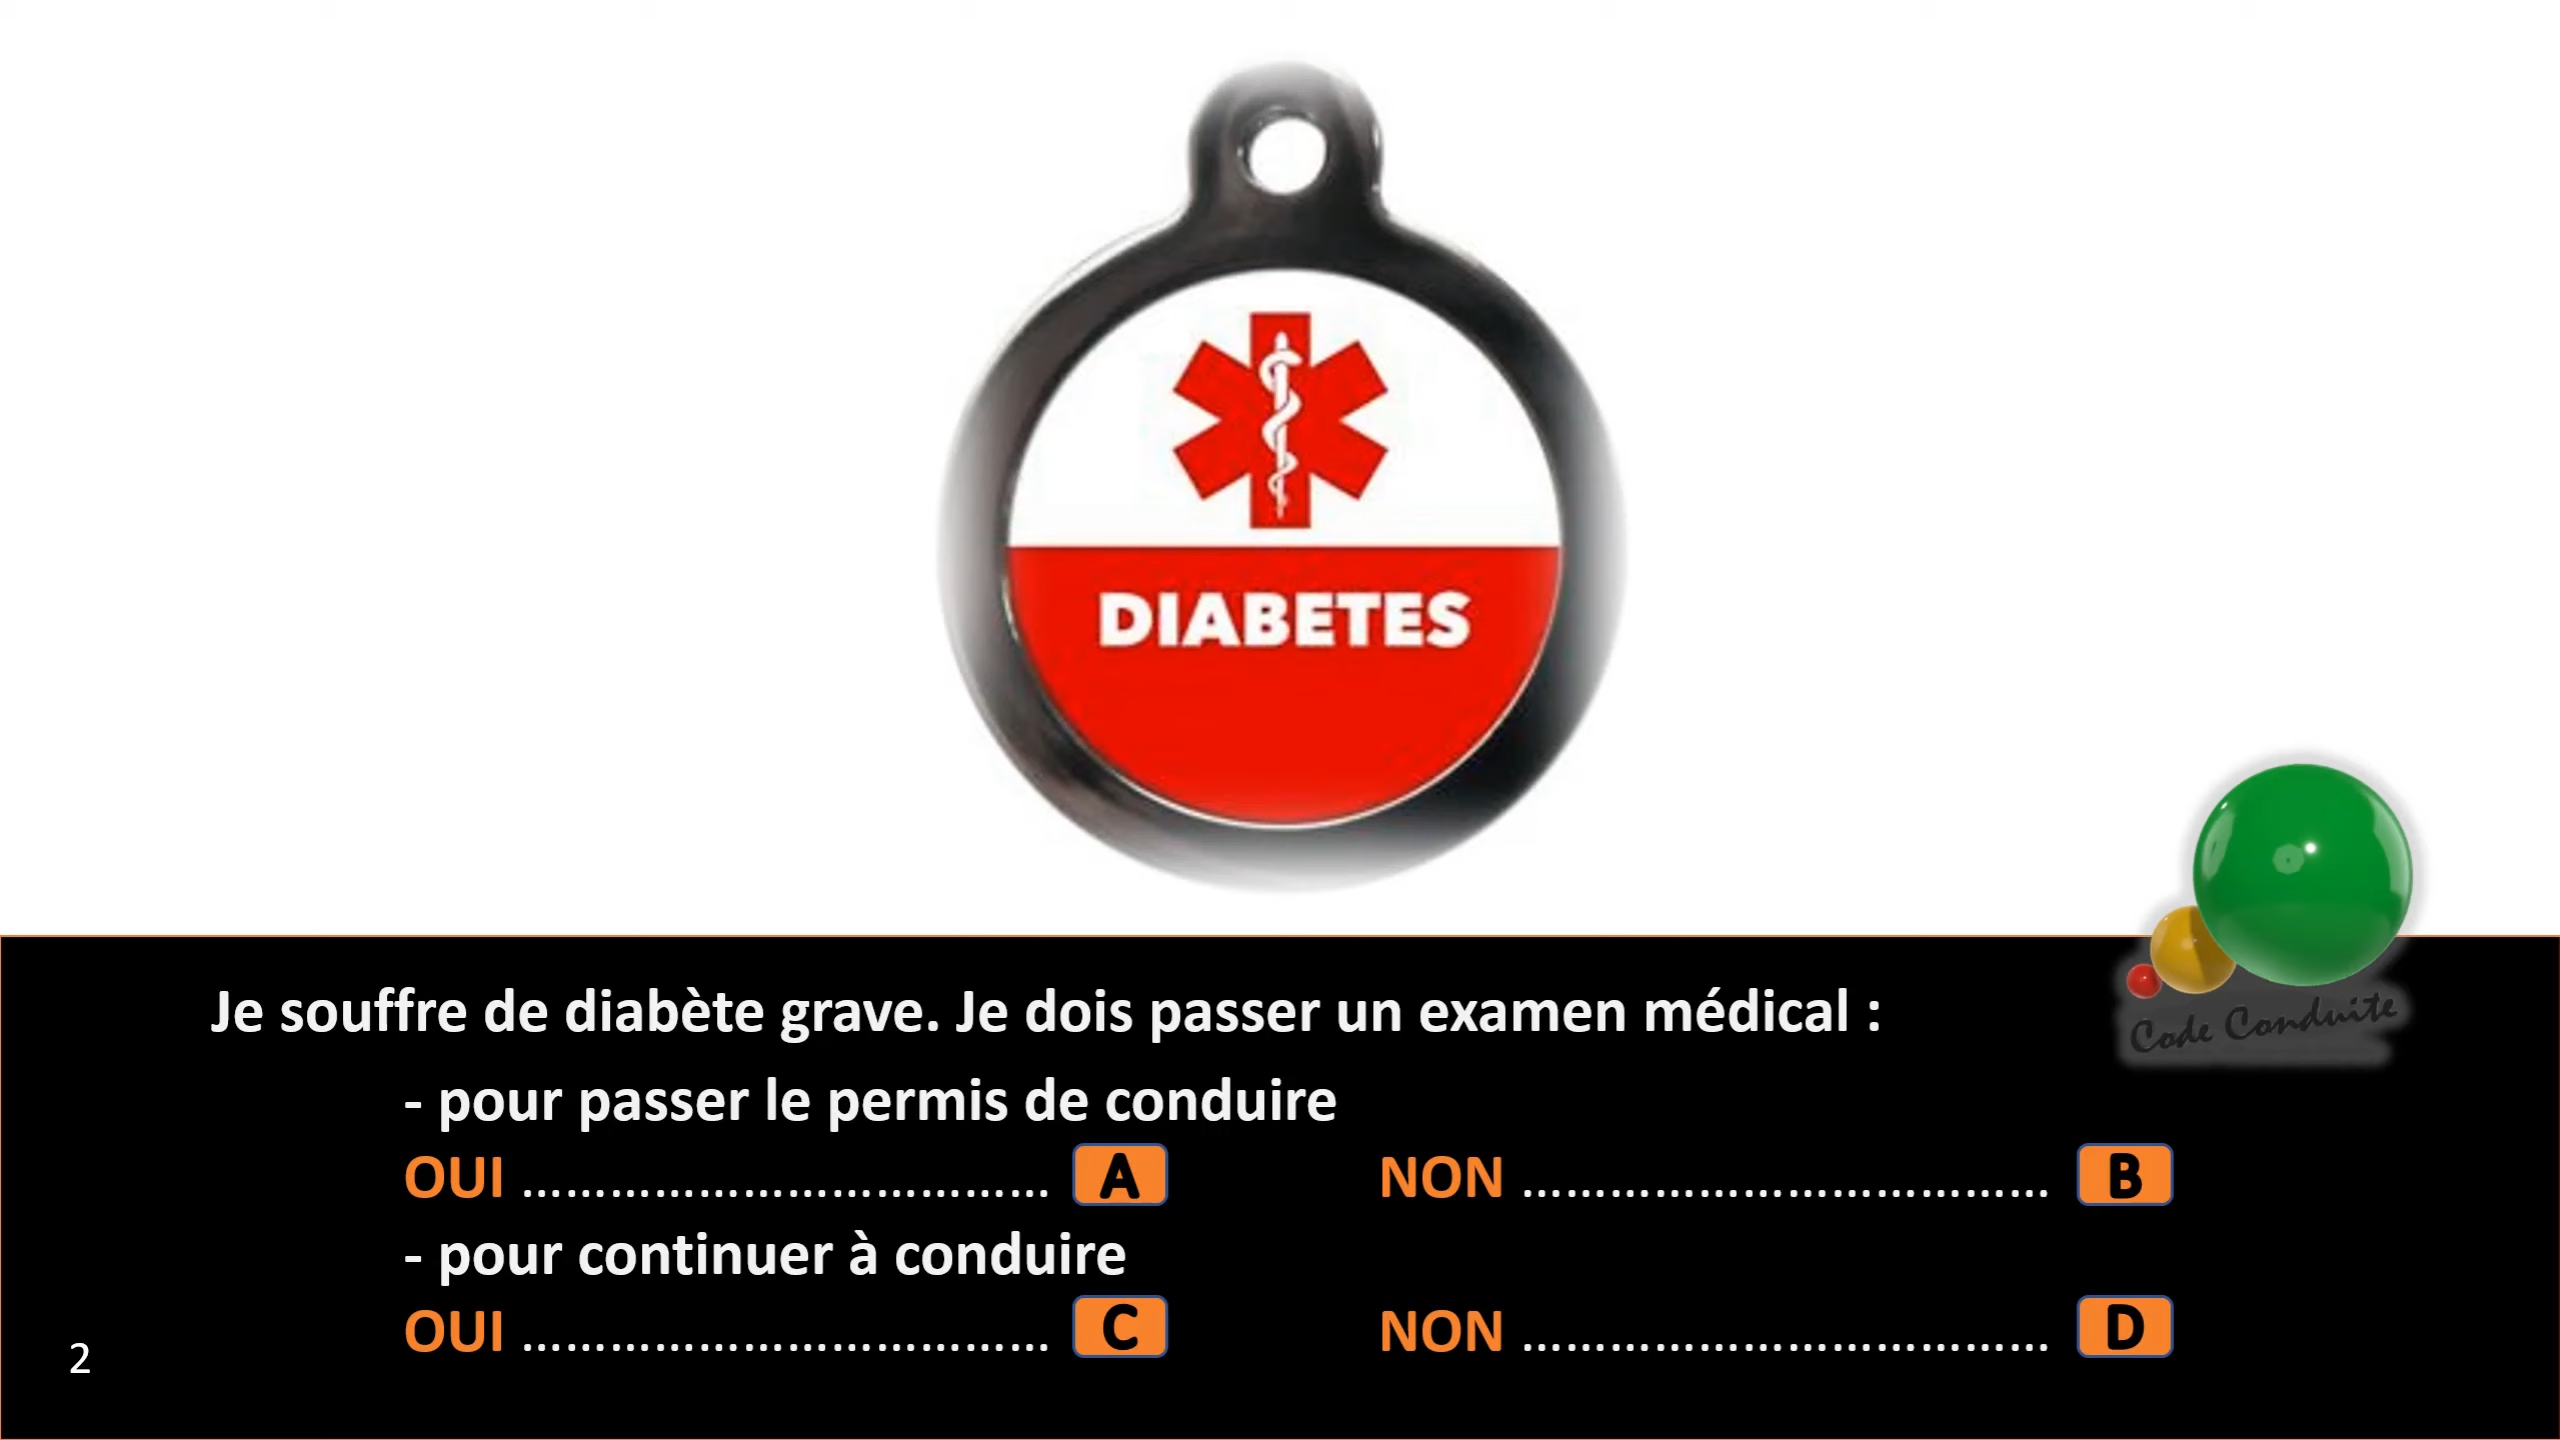 DIABETES
Je souffre de diabète grave. Je dois passer un examen médical :
- pour passer le permis de conduire
OUI ........................................ A NON ........................................ B
- pour continuer à conduire
OUI ........................................ C NON ........................................ D
2
Code Conduite